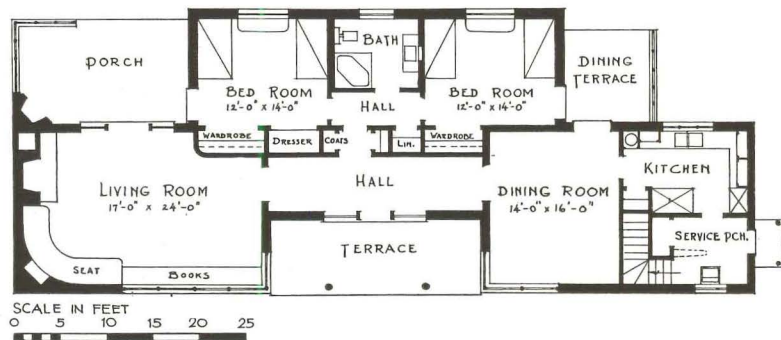 PORCH
BED ROOM
12'-0" x 14'-0"
BATH
HALL
BED ROOM
12'-0" x 14'-0"
DINING
TERRACE
WARDROBE
DRESSER
COATS
LIN.
WARDROBE
LIVING ROOM
17'-0" x 24'-0"
HALL
DINING ROOM
14'-0" x 16'-0"
KITCHEN
SERVICE PCH.
TERRACE
SEAT
BOOKS
SCALE IN FEET
0 5 10 15 20 25